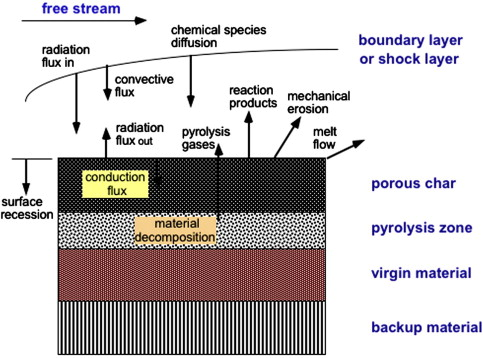 free stream
chemical species
diffusion
radiation
flux in
boundary layer
or shock layer
convective
flux
reaction
products
mechanical
erosion
radiation
flux out
pyrolysis
gases
melt
flow
conduction
flux
porous char
surface
recession
material
decomposition
pyrolysis zone
virgin material
backup material